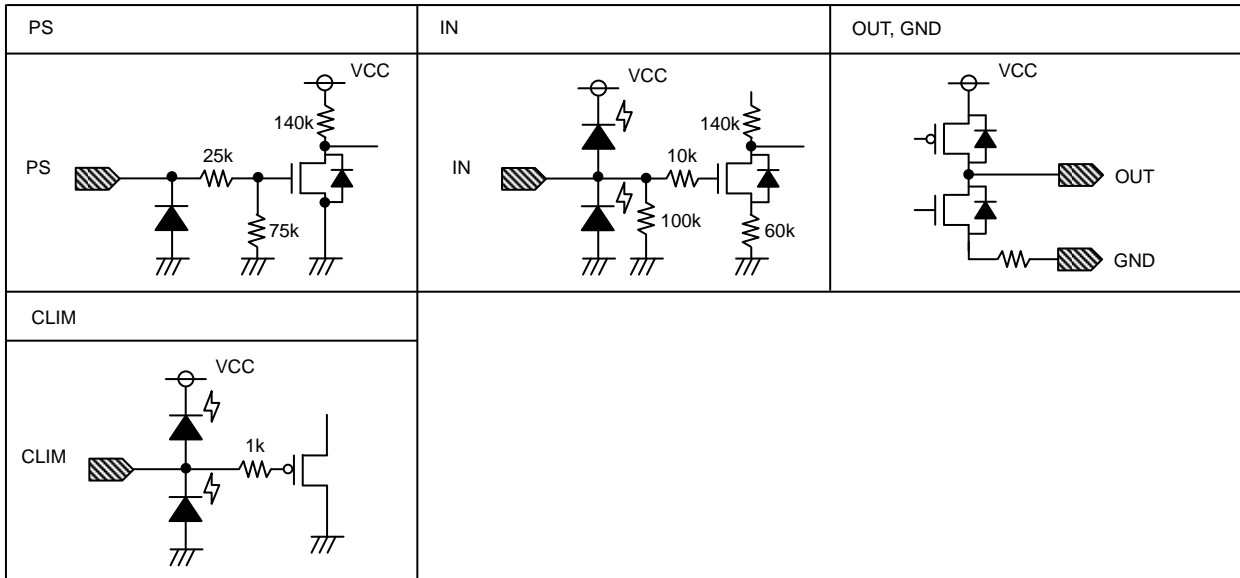 PS
IN
OUT, GND
VCC
140k
25k
PS
75k
VCC
140k
10k
IN
100k
60k
VCC
OUT
GND
CLIM
VCC
1k
CLIM